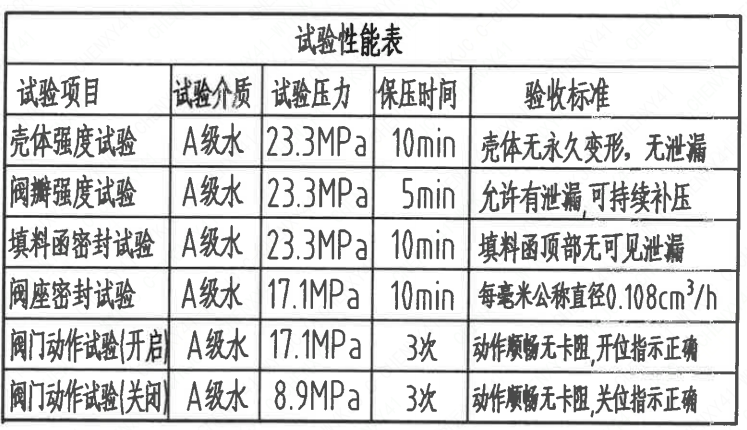 试验性能表
试验项目 试验介质 试验压力 保压时间 验收标准
壳体强度试验 A级水 23.3MPa 10min 壳体无永久变形，无泄漏
阀瓣强度试验 A级水 23.3MPa 5min 允许有泄漏,可持续补压
填料函密封试验 A级水 23.3MPa 10min 填料函顶部无可见泄漏
阀座密封试验 A级水 17.1MPa 10min 每毫米公称直径0.108cm³/h
阀门动作试验(开启) A级水 17.1MPa 3次 动作顺畅无卡阻,开位指示正确
阀门动作试验(关闭) A级水 8.9MPa 3次 动作顺畅无卡阻,关位指示正确